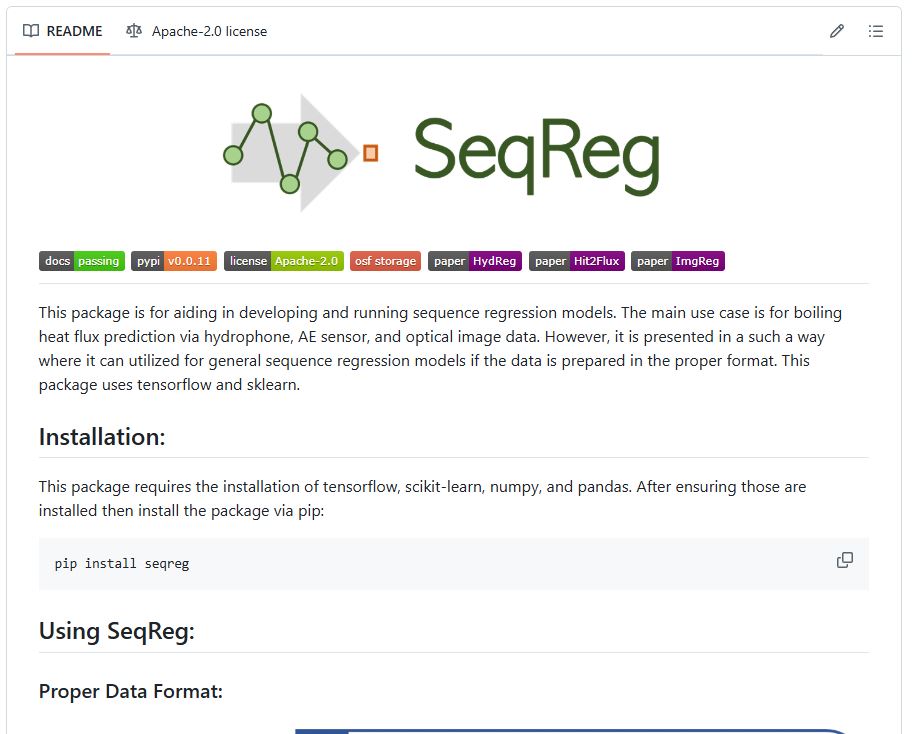 README Apache-2.0 license
SeqReg
docs passing pypi v0.0.11 license Apache-2.0 osf storage paper HydReg paper Hit2Flux paper ImgReg
This package is for aiding in developing and running sequence regression models. The main use case is for boiling
heat flux prediction via hydrophone, AE sensor, and optical image data. However, it is presented in a such a way
where it can utilized for general sequence regression models if the data is prepared in the proper format. This
package uses tensorflow and sklearn.
Installation:
This package requires the installation of tensorflow, scikit-learn, numpy, and pandas. After ensuring those are
installed then install the package via pip:
pip install seqreg
Using SeqReg:
Proper Data Format: